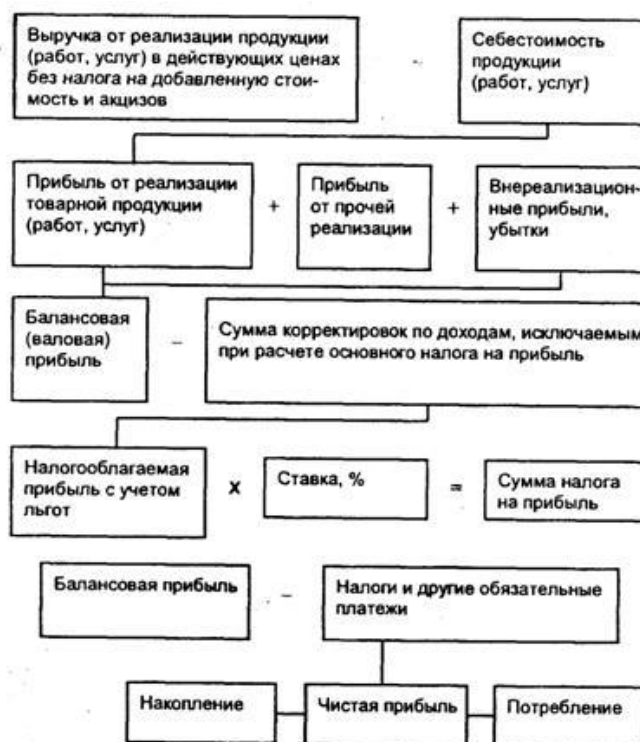 Выручка от реализации продукции
(работ, услуг) в действующих ценах
без налога на добавленную стои-
мость и акцизов
Себестоимость
продукции
(работ, услуг)
Прибыль от реализации
товарной продукции
(работ, услуг)
+
Прибыль
от прочей
реализации
+
Внереализацион-
ные прибыли,
убытки
Балансовая
(валовая)
прибыль
–
Сумма корректировок по доходам, исключаемым
при расчете основного налога на прибыль
Налогооблагаемая
прибыль с учетом
льгот
X
Ставка, %
=
Сумма налога
на прибыль
Балансовая прибыль
–
Налоги и другие обязательные
платежи
Накопление
Чистая прибыль
Потребление